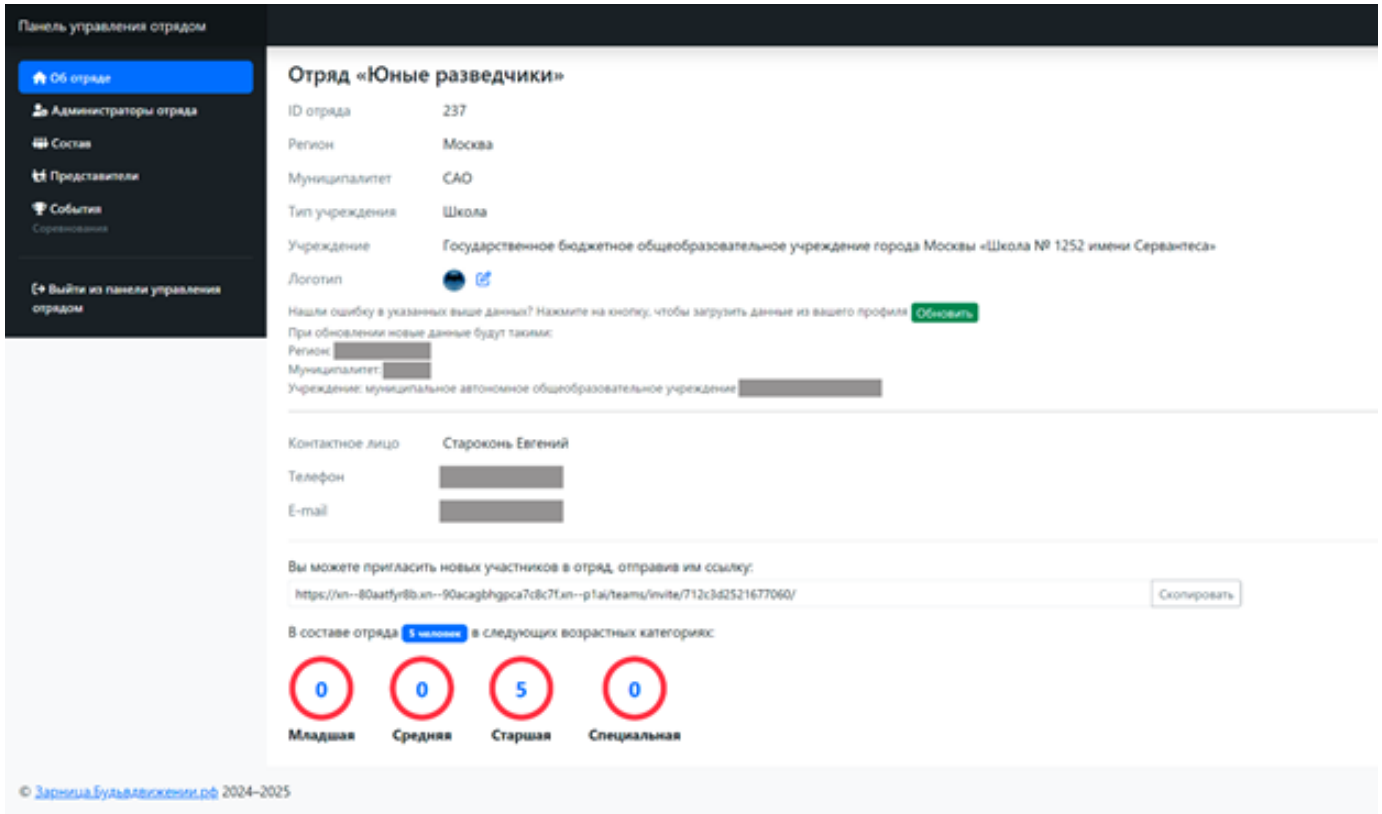 Панель управления отрядом
Об отряде
Администраторы отряда
Состав
Представители
События
Соревнования
Выйти из панели управления
отрядом
Отряд «Юные разведчики»
ID отряда 237
Регион Москва
Муниципалитет САО
Тип учреждения Школа
Учреждение Государственное бюджетное общеобразовательное учреждение города Москвы «Школа № 1252 имени Сервантеса»
Логотип
Нашли ошибку в указанных выше данных? Нажмите на кнопку, чтобы загрузить данные из вашего профиля Обновить
При обновлении новые данные будут такими:
Регион:
Муниципалитет:
Учреждение: муниципальное автономное общеобразовательное учреждение
Контактное лицо Староконь Евгений
Телефон
E-mail
Вы можете пригласить новых участников в отряд, отправив им ссылку:
https://xn--80aatfyr8b.xn--90acagbhgpca7c8c7f.xn--p1ai/teams/invite/712c3d2521677060/ Скопировать
В составе отряда 5 человек в следующих возрастных категориях:
0 0 5 0
Младшая Средняя Старшая Специальная
© Зарница.Будьвдвижении.рф 2024–2025